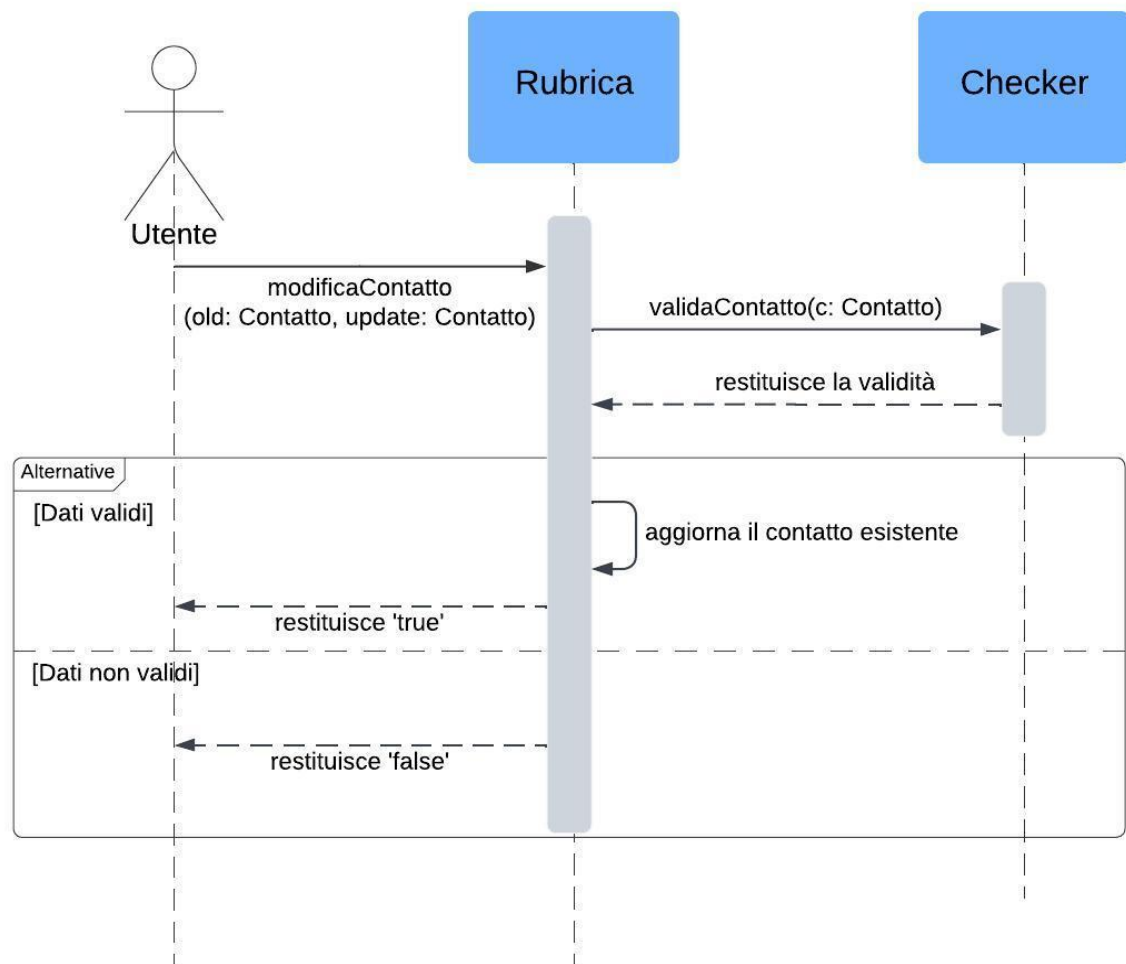 Rubrica
Checker
Utente
modificaContatto
(old: Contatto, update: Contatto)
validaContatto(c: Contatto)
restituisce la validità
Alternative
[Dati validi]
aggiorna il contatto esistente
restituisce 'true'
[Dati non validi]
restituisce 'false'